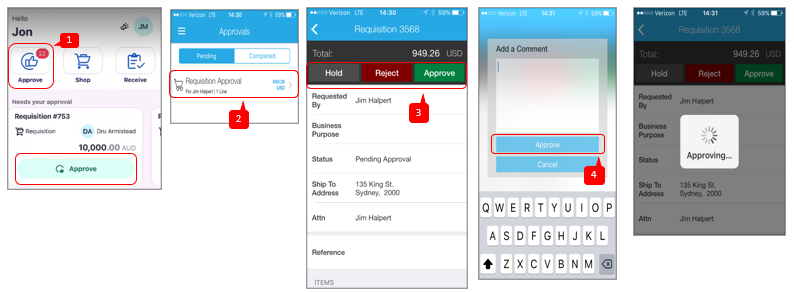 Hello
Jon
JM
1
22
Approve
Shop
Receive
Needs your approval
Requisition #753
Requisition
DA
Dru Armistead
10,000.00 AUD
Approve
Verizon LTE 14:30 59%
Approvals
Pending
Completed
Requisition Approval
949.26
For Jim Halpert | 1 Line
USD
2
Verizon LTE 14:30 59%
Requisition 3568
Total: 949.26 USD
Hold
Reject
Approve
3
Requested By
Jim Halpert
Business Purpose
Status
Pending Approval
Ship To Address
135 King St.
Sydney, 2000
Attn
Jim Halpert
Reference
ITEMS
Verizon LTE 14:31 59%
Add a Comment
Approve
Cancel
4
Q W E R T Y U I O P
A S D F G H J K L
Z X C V B N M
Verizon LTE 14:31 59%
Requisition 3568
Total: 949.26 USD
Hold
Reject
Approve
Requested By
Jim Halpert
Business Purpose
Approving...
Status
Ship To Address
135 King St.
Sydney, 2000
Attn
Jim Halpert
Reference